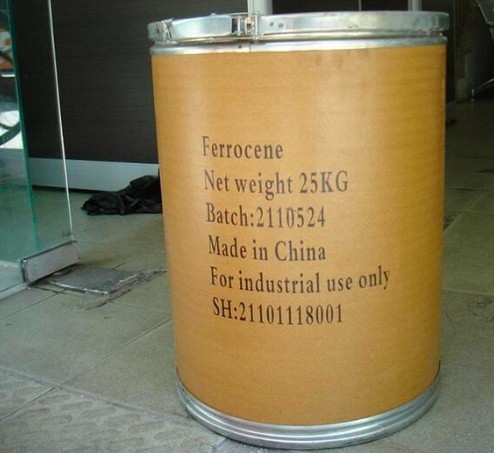 Ferrocene
Net weight 25KG
Batch:2110524
Made in China
For industrial use only
SH:21101118001